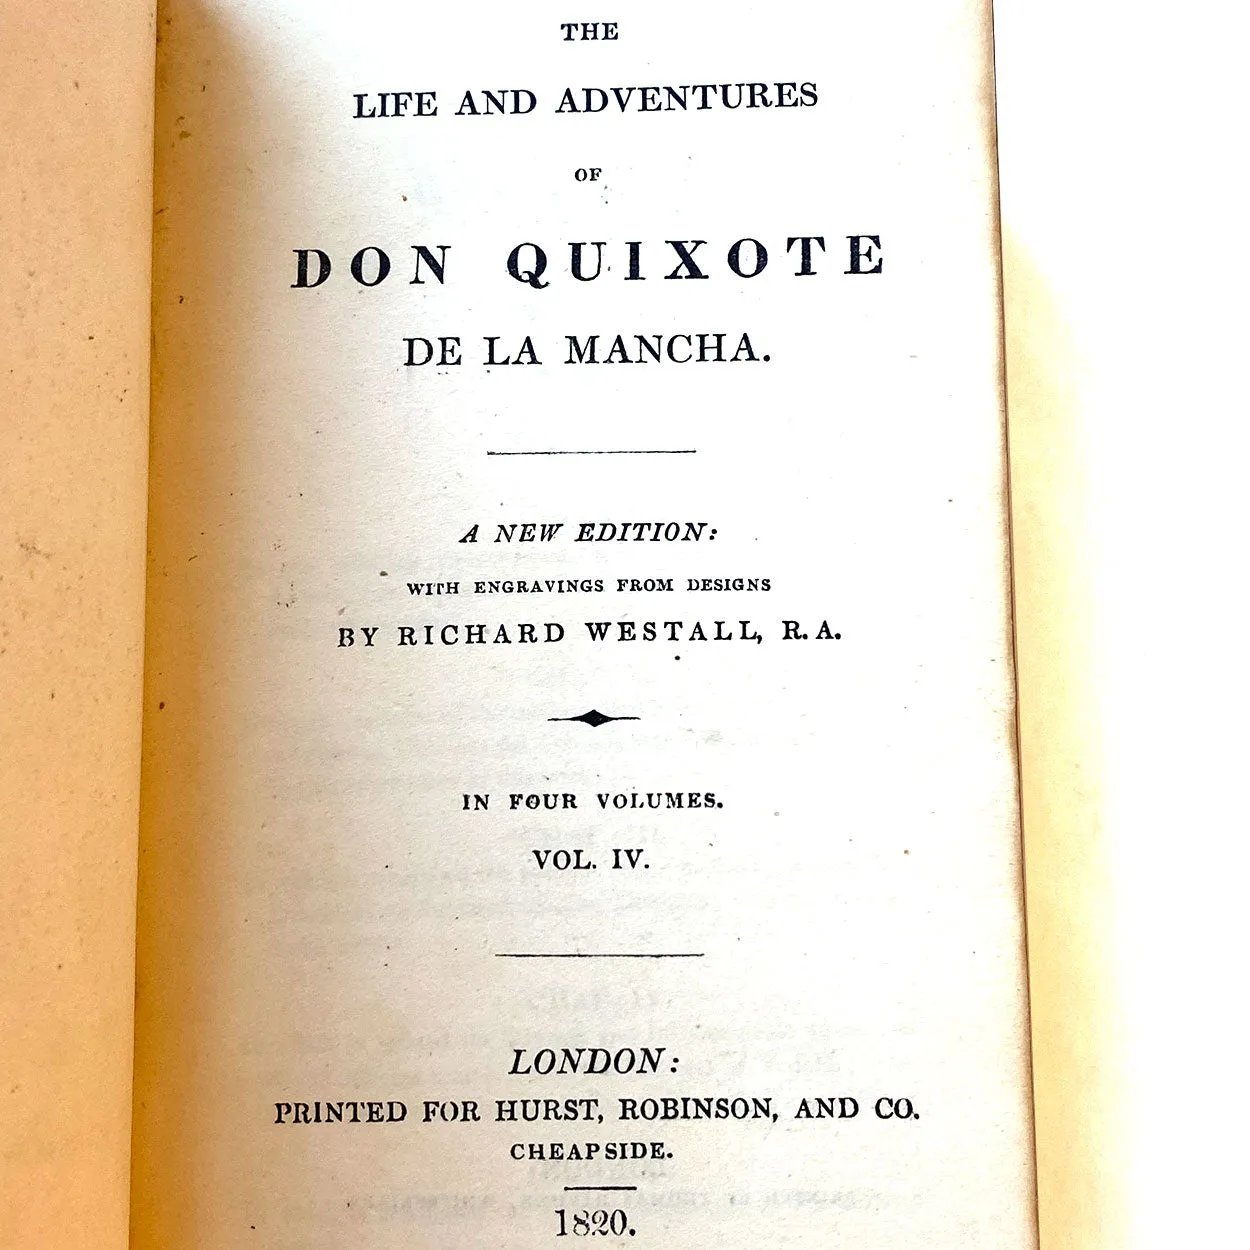 THE
LIFE AND ADVENTURES
OF
DON QUIXOTE
DE LA MANCHA.
A NEW EDITION:
WITH ENGRAVINGS FROM DESIGNS
BY RICHARD WESTALL, R. A.
IN FOUR VOLUMES.
VOL. IV.
LONDON:
PRINTED FOR HURST, ROBINSON, AND CO.
CHEAPSIDE.
1820.